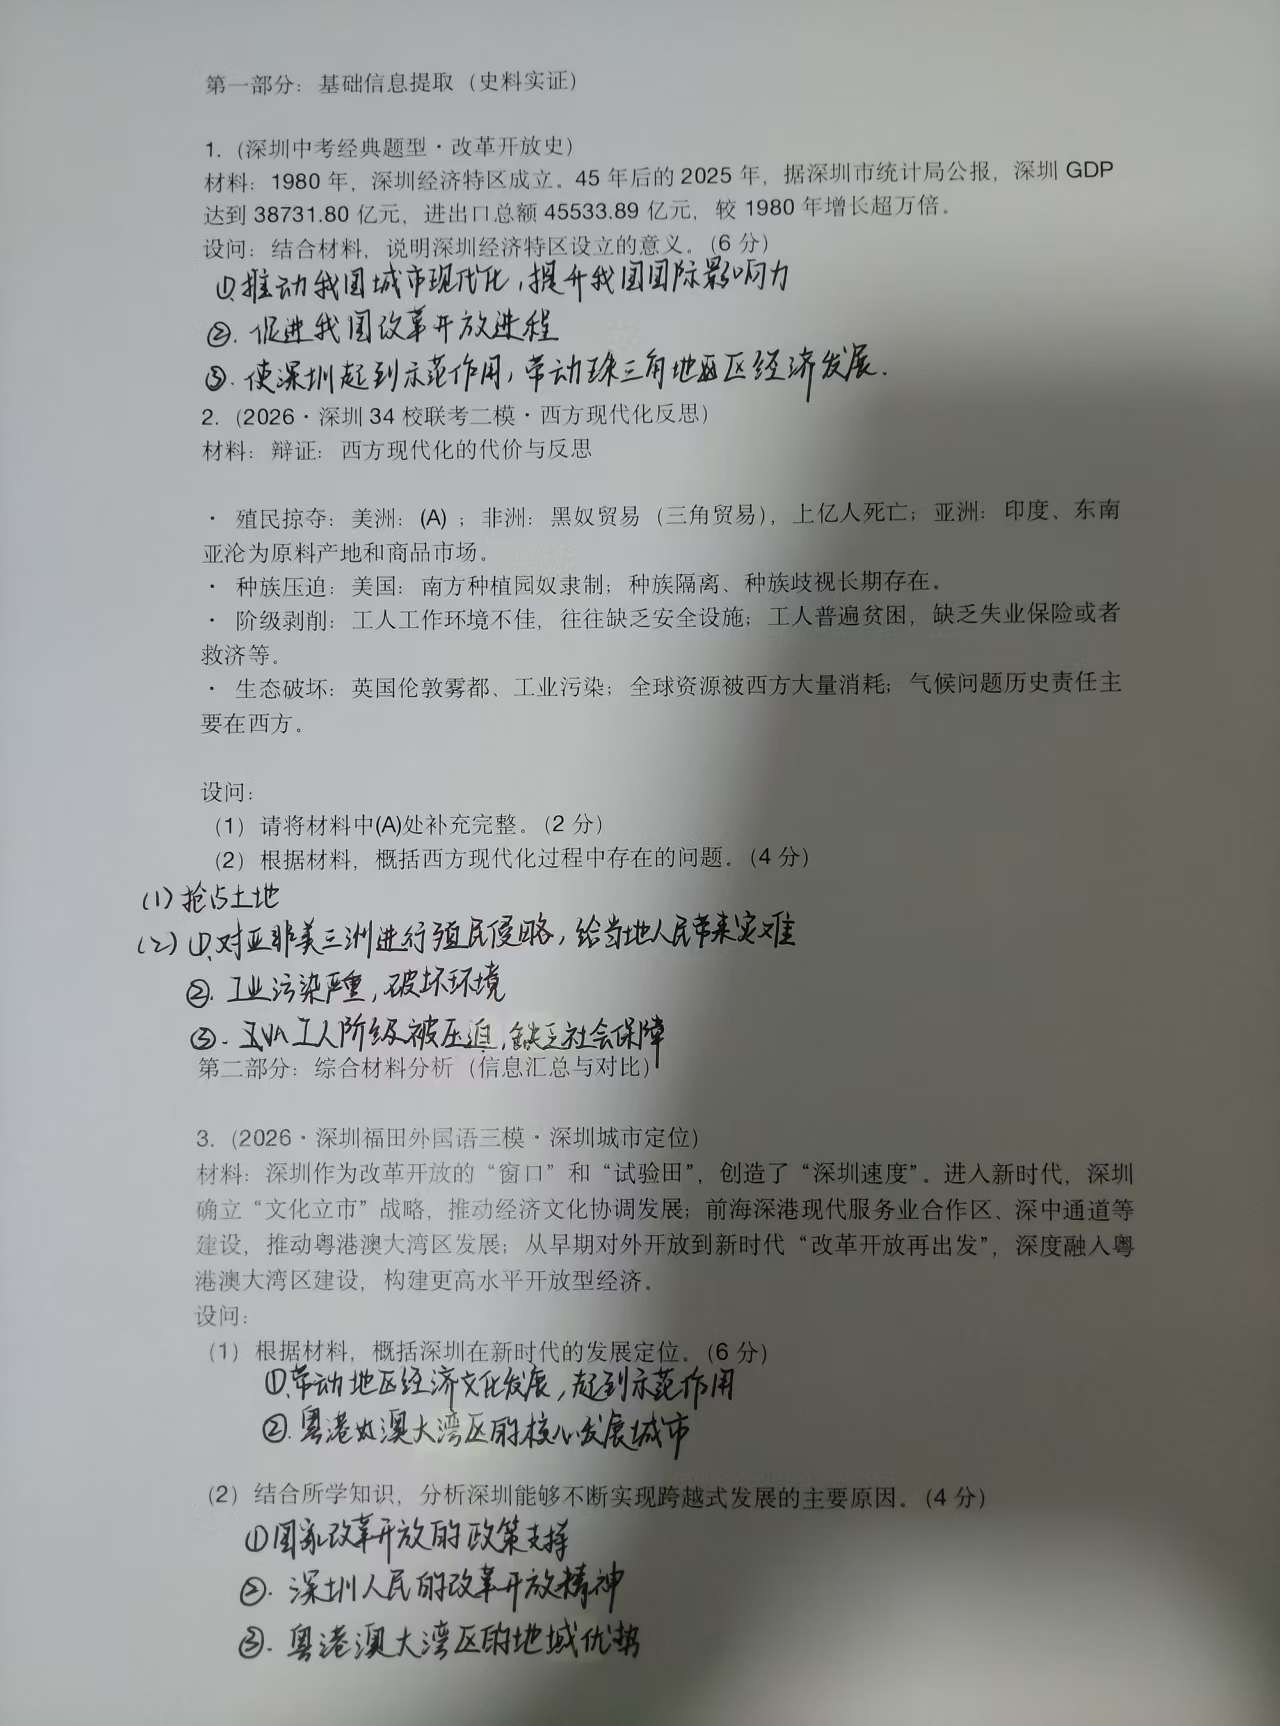 第一部分：基础信息提取（史料实证）
1.（深圳中考经典题型·改革开放史）
材料：1980 年，深圳经济特区成立。45 年后的 2025 年，据深圳市统计局公报，深圳 GDP
达到 38731.80 亿元，进出口总额 45533.89 亿元，较 1980 年增长超万倍。
设问：结合材料，说明深圳经济特区设立的意义。（6 分）
①.推动我国城市现代化，提升我国国际影响力
②.促进我国改革开放进程
③.使深圳起到示范作用，带动珠三角地区经济发展.
2.（2026·深圳 34 校联考二模·西方现代化反思）
材料：辩证：西方现代化的代价与反思
· 殖民掠夺：美洲：(A) ；非洲：黑奴贸易（三角贸易），上亿人死亡；亚洲：印度、东南
亚沦为原料产地和商品市场。
· 种族压迫：美国：南方种植园奴隶制；种族隔离、种族歧视长期存在。
· 阶级剥削：工人工作环境不佳，往往缺乏安全设施；工人普遍贫困，缺乏失业保险或者
救济等。
· 生态破坏：英国伦敦雾都、工业污染；全球资源被西方大量消耗；气候问题历史责任主
要在西方。
设问：
（1）请将材料中(A)处补充完整。（2 分）
（2）根据材料，概括西方现代化过程中存在的问题。（4 分）
(1) 抢占土地
(2) ①.对亚非美三洲进行殖民侵略，给当地人民带来灾难
②.工业污染严重，破坏环境
③.工人阶级被压迫，缺乏社会保障
第二部分：综合材料分析（信息汇总与对比）
3.（2026·深圳福田外国语三模·深圳城市定位）
材料：深圳作为改革开放的“窗口”和“试验田”，创造了“深圳速度”。进入新时代，深圳
确立“文化立市”战略，推动经济文化协调发展；前海深港现代服务业合作区、深中通道等
建设，推动粤港澳大湾区发展；从早期对外开放到新时代“改革开放再出发”，深度融入粤
港澳大湾区建设，构建更高水平开放型经济。
设问：
（1）根据材料，概括深圳在新时代的发展定位。（6 分）
①.带动地区经济文化发展，起到示范作用
②.粤港澳大湾区的核心发展城市
（2）结合所学知识，分析深圳能够不断实现跨越式发展的主要原因。（4 分）
①国家改革开放的政策支持
②.深圳人民的改革开放精神
③.粤港澳大湾区的地域优势